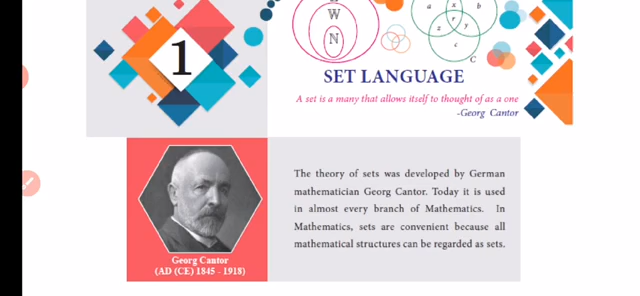 W
N
a
x
b
r
z
y
c
C
1
SET LANGUAGE
A set is a many that allows itself to thought of as a one
-Georg Cantor
The theory of sets was developed by German
mathematician Georg Cantor. Today it is used
in almost every branch of Mathematics. In
Mathematics, sets are convenient because all
mathematical structures can be regarded as sets.
Georg Cantor
(AD (CE) 1845 - 1918)